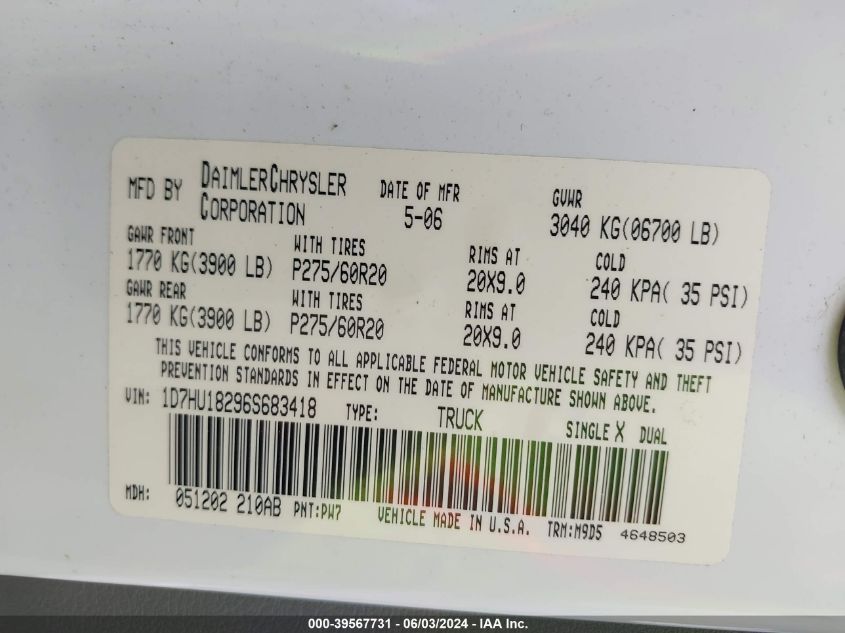 MFD BY DAIMLERCHRYSLER CORPORATION DATE OF MFR 5-06 GVWR 3040 KG(06700 LB)
GAWR FRONT WITH TIRES RIMS AT COLD
1770 KG(3900 LB) P275/60R20 20X9.0 240 KPA( 35 PSI)
GAWR REAR WITH TIRES RIMS AT COLD
1770 KG(3900 LB) P275/60R20 20X9.0 240 KPA( 35 PSI)
THIS VEHICLE CONFORMS TO ALL APPLICABLE FEDERAL MOTOR VEHICLE SAFETY AND THEFT
PREVENTION STANDARDS IN EFFECT ON THE DATE OF MANUFACTURE SHOWN ABOVE.
VIN: 1D7HU18296S683418 TYPE: TRUCK SINGLE X DUAL
MDH: 051202 210AB PNT:PW7 VEHICLE MADE IN U.S.A. TRM:M9D5 4648503
000-39567731 - 06/03/2024 - IAA Inc.